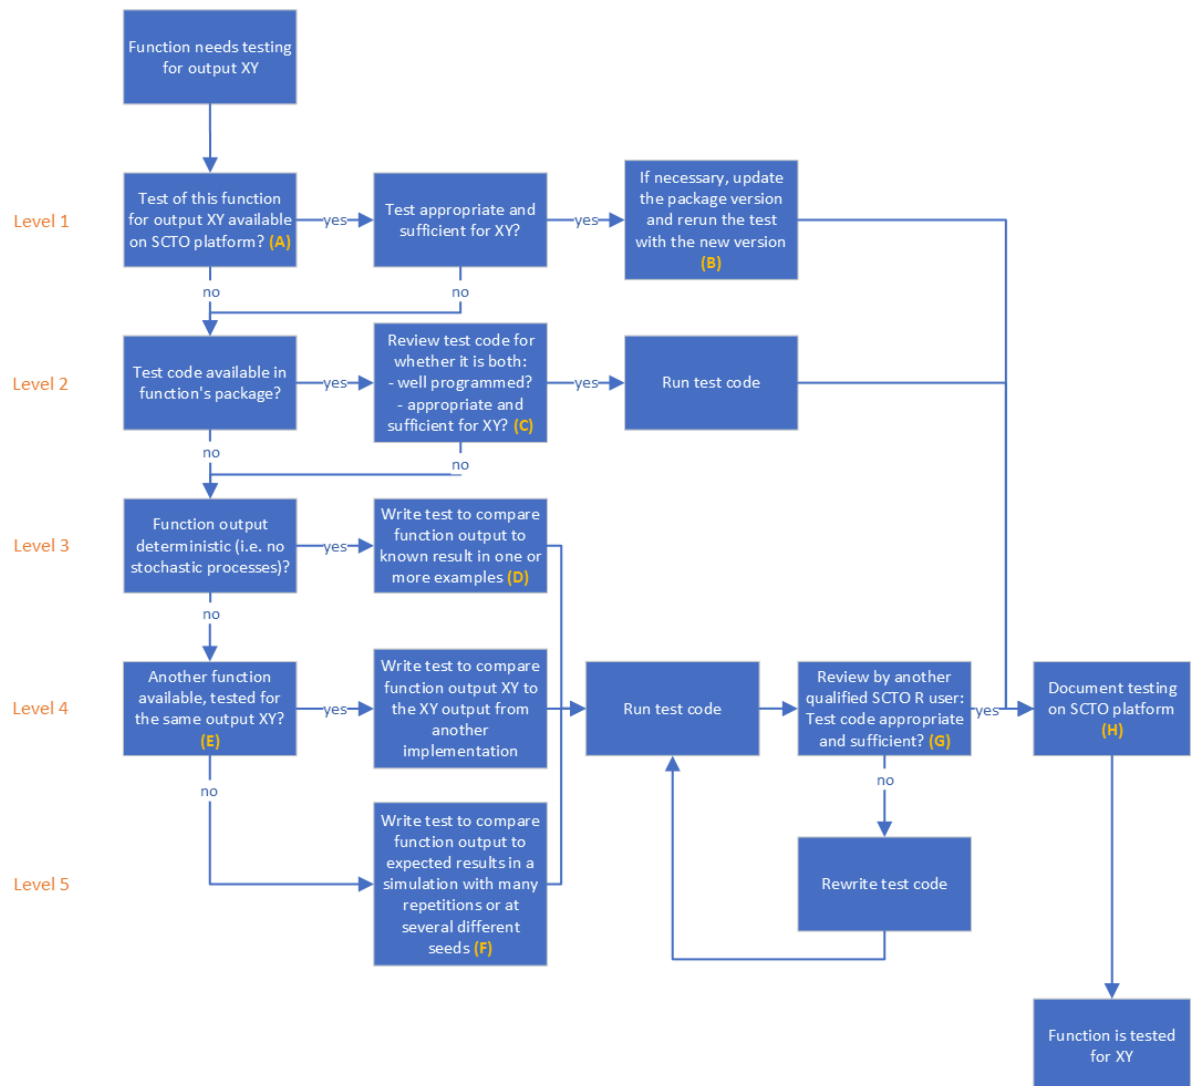 Function needs testing
for output XY
Level 1
Test of this function
for output XY available
on SCTO platform? (A)
yes
Test appropriate and
sufficient for XY?
yes
If necessary, update
the package version
and rerun the test
with the new version
(B)
no
no
Level 2
Test code available in
function's package?
yes
Review test code for
whether it is both:
- well programmed?
- appropriate and
sufficient for XY? (C)
yes
Run test code
no
no
Level 3
Function output
deterministic (i.e. no
stochastic processes)?
yes
Write test to compare
function output to
known result in one or
more examples (D)
no
Level 4
Another function
available, tested for
the same output XY?
(E)
yes
Write test to compare
function output XY to
the XY output from
another
implementation
Run test code
Review by another
qualified SCTO R user:
Test code appropriate
and sufficient? (G)
yes
Document testing
on SCTO platform
(H)
no
no
Level 5
Write test to compare
function output to
expected results in a
simulation with many
repetitions or at
several different
seeds (F)
Rewrite test code
Function is tested
for XY